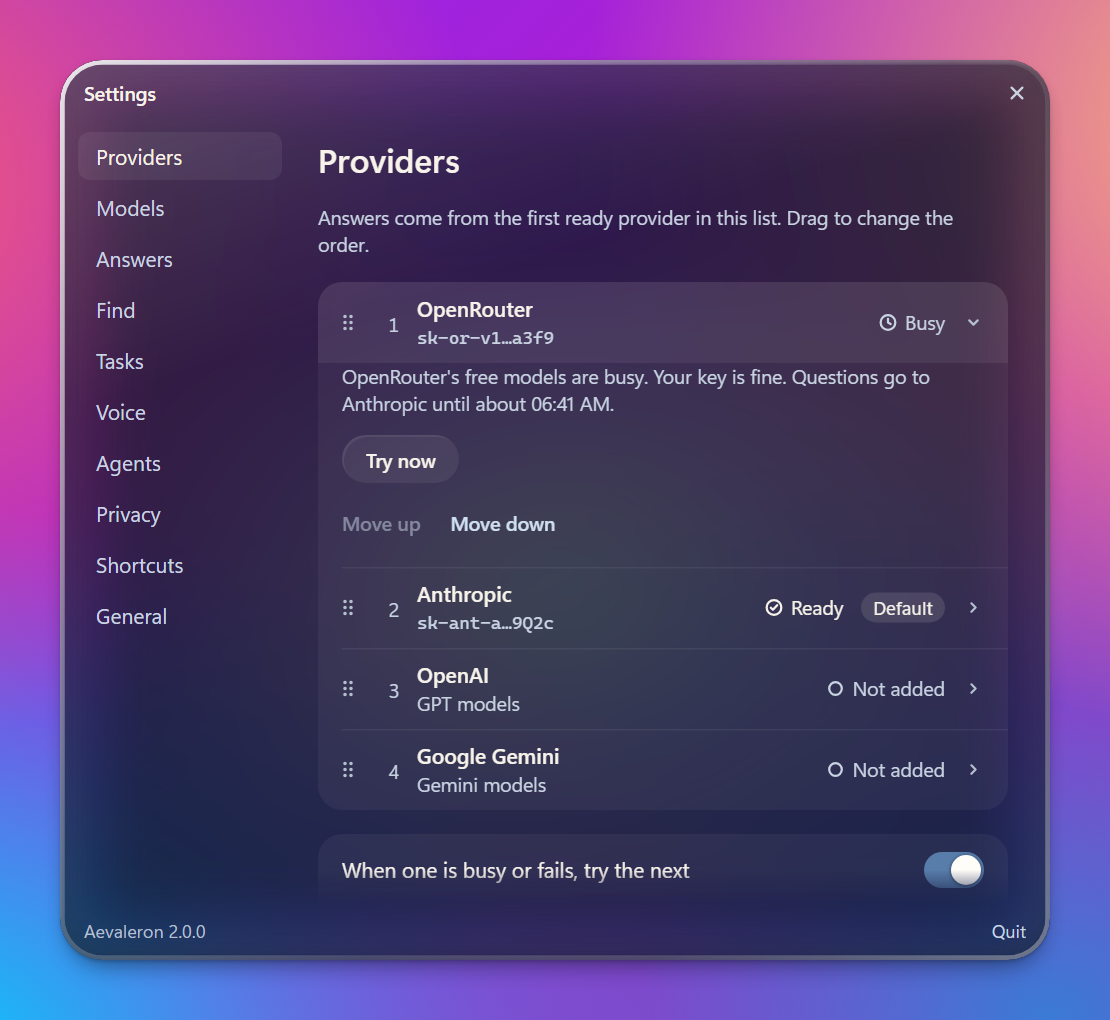 Settings
Providers
Models
Answers
Find
Tasks
Voice
Agents
Privacy
Shortcuts
General
Providers
Answers come from the first ready provider in this list. Drag to change the
order.
1
OpenRouter
sk-or-v1…a3f9
Busy
OpenRouter's free models are busy. Your key is fine. Questions go to
Anthropic until about 06:41 AM.
Try now
Move up Move down
2
Anthropic
sk-ant-a…9Q2c
Ready Default
3
OpenAI
GPT models
Not added
4
Google Gemini
Gemini models
Not added
When one is busy or fails, try the next
Aevaleron 2.0.0
Quit